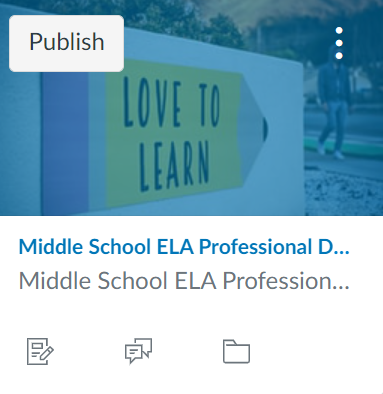 Publish
LOVE TO
LEARN
Middle School ELA Professional D...
Middle School ELA Profession...